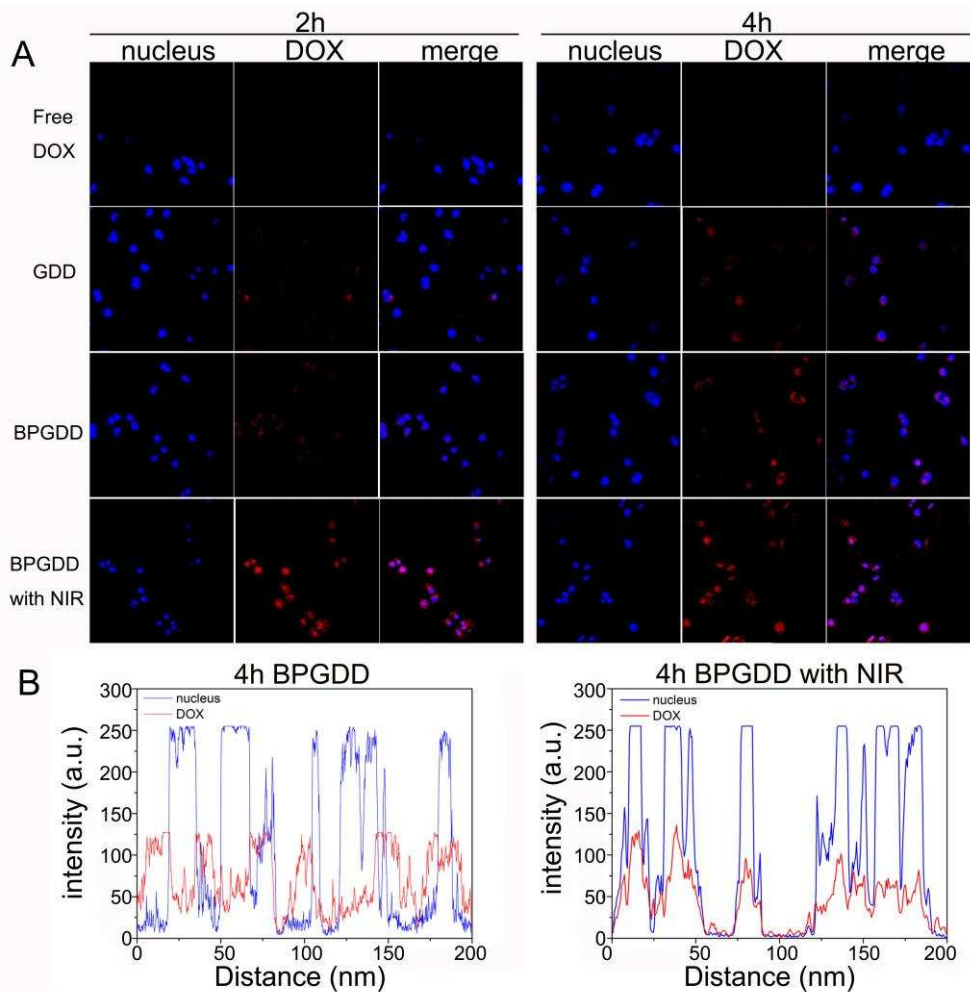 2h 4h
A nucleus DOX merge nucleus DOX merge
Free
DOX
GDD
BPGDD
BPGDD
with NIR
B 4h BPGDD 4h BPGDD with NIR
300
250
200
150
100
50
0
intensity (a.u.)
nucleus
DOX
0 50 100 150 200
Distance (nm)
300
250
200
150
100
50
0
intensity (a.u.)
nucleus
DOX
0 50 100 150 200
Distance (nm)